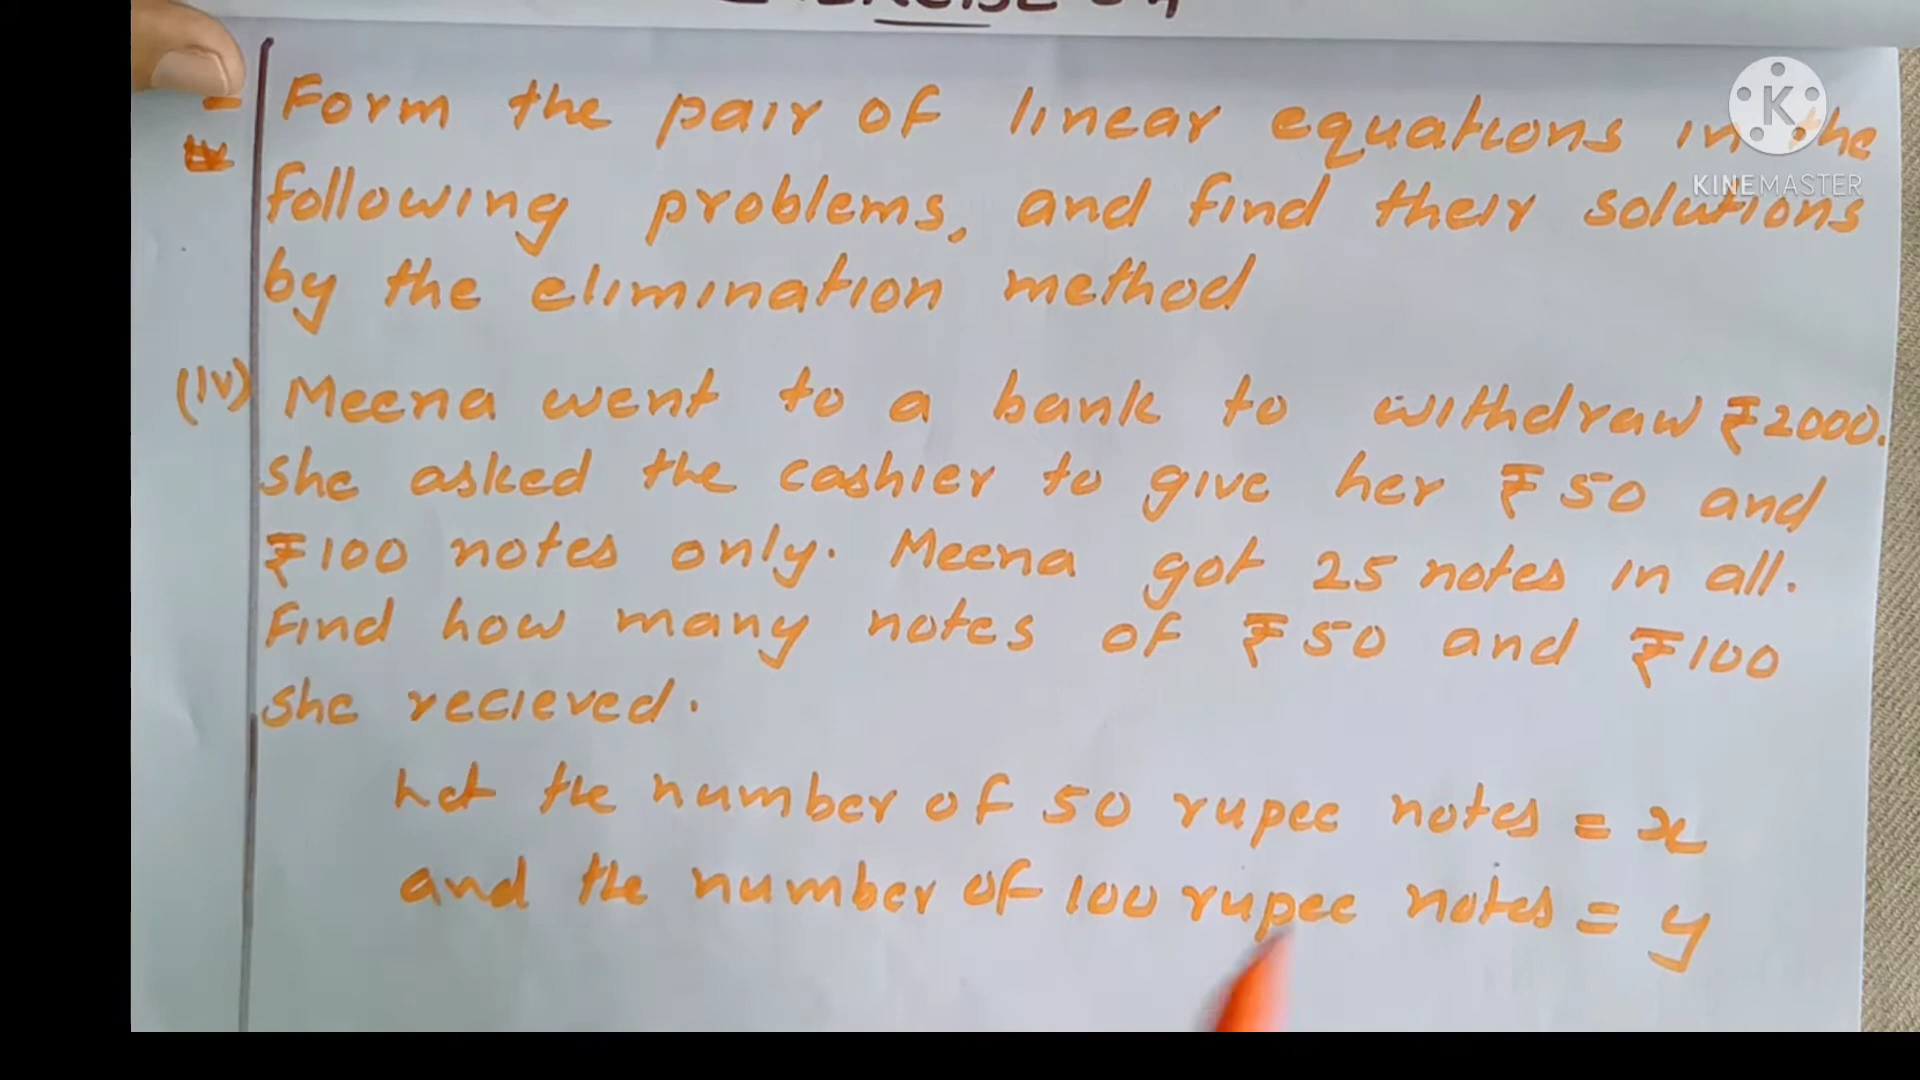 Form the pair of linear equations in the
following problems, and find their solutions
by the elimination method
(iv) Meena went to a bank to withdraw ₹2000.
She asked the cashier to give her ₹50 and
₹100 notes only. Meena got 25 notes in all.
Find how many notes of ₹50 and ₹100
she recieved.
Let the number of 50 rupee notes = x
and the number of 100 rupee notes = y
KINEMASTER